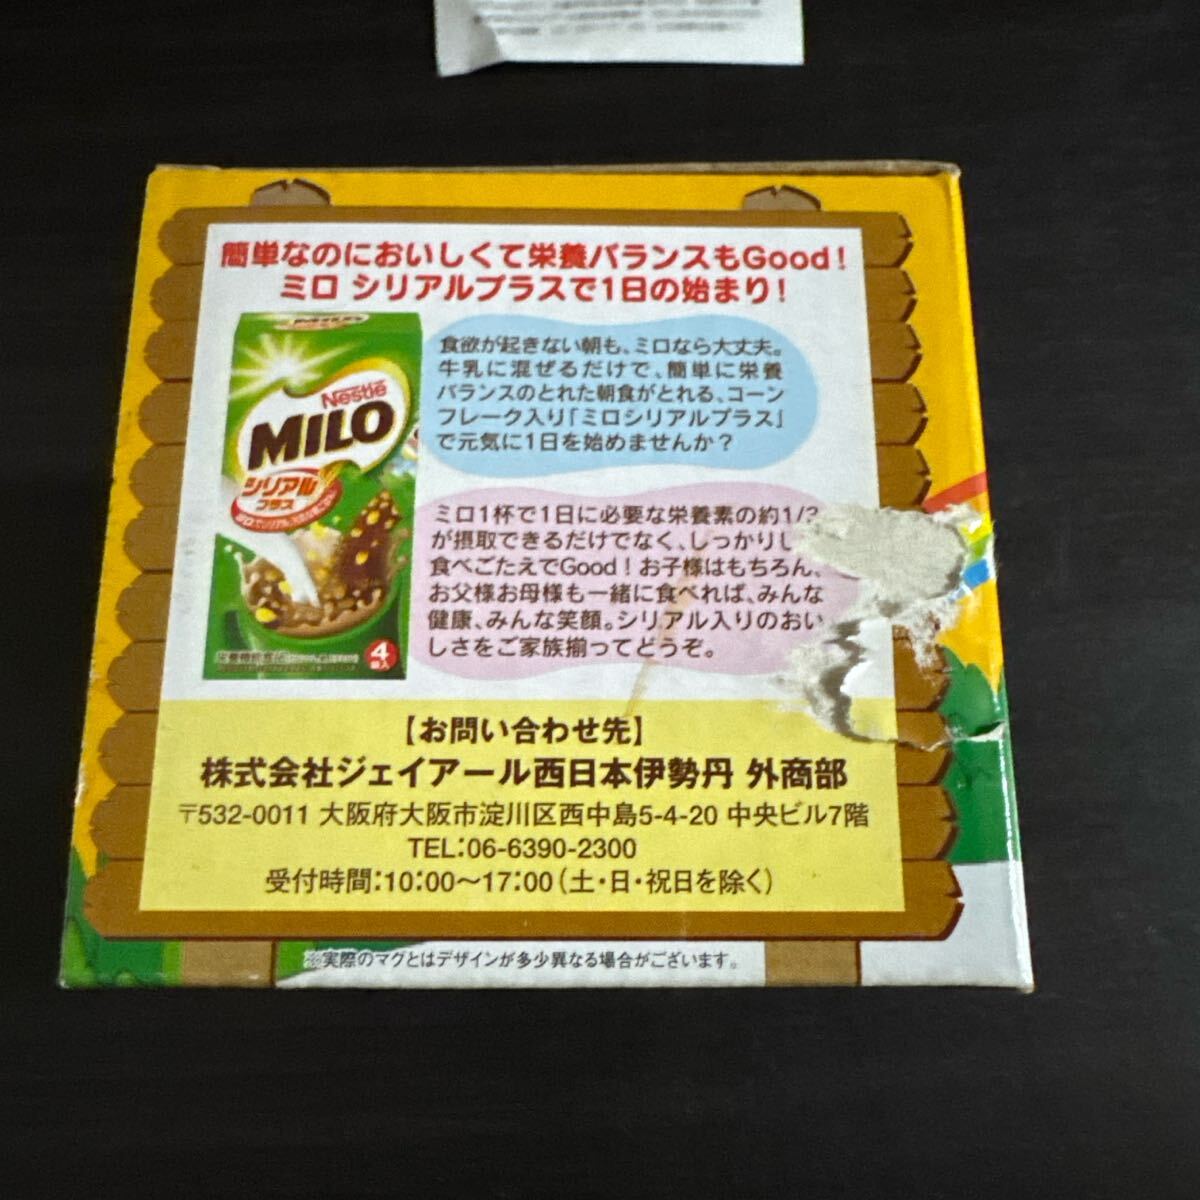 簡単なのにおいしくて栄養バランスもGood!
ミロ シリアルプラスで1日の始まり!
Nestlé
MILO
シリアル
プラス
4
袋入
食欲が起きない朝も、ミロなら大丈夫。
牛乳に混ぜるだけで、簡単に栄養
バランスのとれた朝食がとれる、コーン
フレーク入り「ミロシリアルプラス」
で元気に1日を始めませんか?
ミロ1杯で1日に必要な栄養素の約1/3
が摂取できるだけでなく、しっかりし
食べごたえでGood!お子様はもちろん、
お父様お母様も一緒に食べれば、みんな
健康、みんな笑顔。シリアル入りのおい
しさをご家族揃ってどうぞ。
【お問い合わせ先】
株式会社ジェイアール西日本伊勢丹 外商部
〒532-0011 大阪府大阪市淀川区西中島5-4-20 中央ビル7階
TEL:06-6390-2300
受付時間:10:00〜17:00(土・日・祝日を除く)
※実際のマグとはデザインが多少異なる場合がございます。